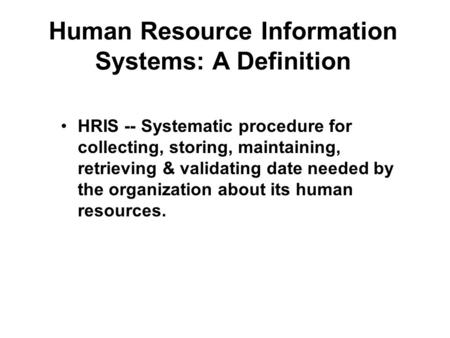 Human Resource Information
Systems: A Definition
• HRIS -- Systematic procedure for
collecting, storing, maintaining,
retrieving & validating date needed by
the organization about its human
resources.